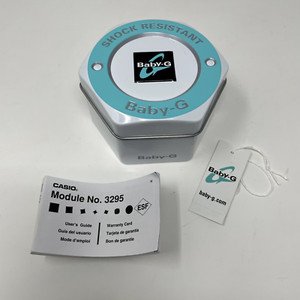 SHOCK RESISTANT
Baby-G
Baby-G
Baby-G
CASIO.
Module No. 3295
ESF
User's Guide
Guía del usuario
Mode d'emploi
Warranty Card
Tarjeta de garantía
Bon de garantie
Baby-G
baby-g.com